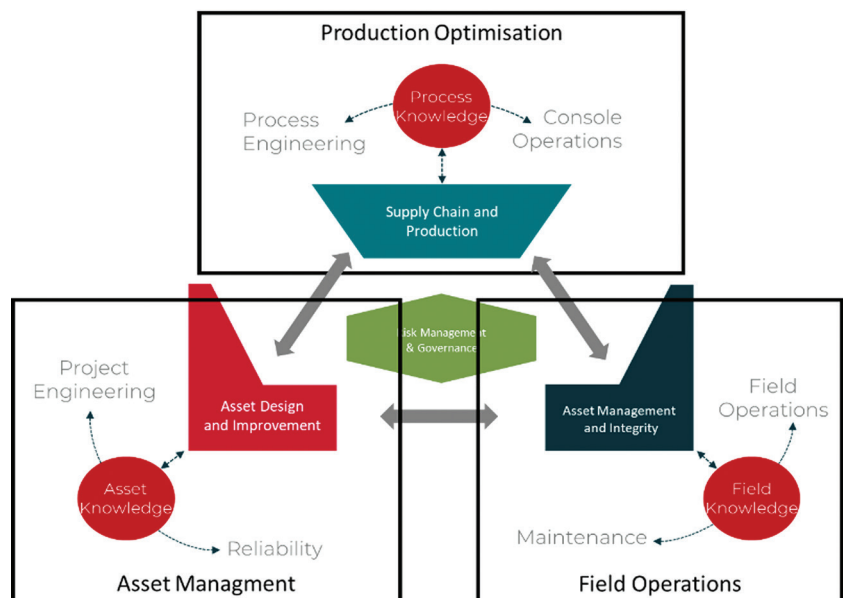 Production Optimisation
Process
Knowledge
Process
Engineering
Console
Operations
Supply Chain and
Production
Risk Management
& Governance
Project
Engineering
Asset Design
and Improvement
Asset
Knowledge
Reliability
Asset Managment
Asset Management
and Integrity
Field
Operations
Field
Knowledge
Maintenance
Field Operations